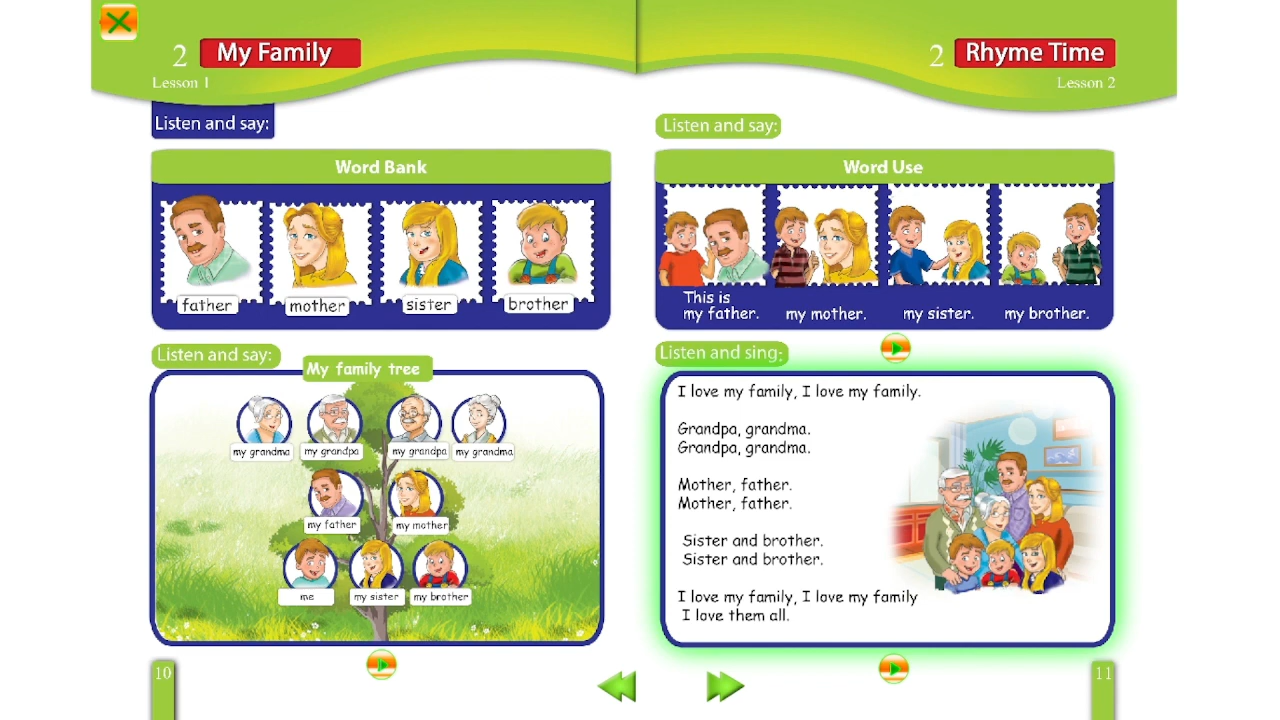 2 My Family
Lesson 1
Listen and say:
Word Bank
father mother sister brother
Listen and say:
My family tree
my grandma my grandpa my grandpa my grandma
my father my mother
me my sister my brother
10
2 Rhyme Time
Lesson 2
Listen and say:
Word Use
This is
my father. my mother. my sister. my brother.
Listen and sing:
I love my family, I love my family.
Grandpa, grandma.
Grandpa, grandma.
Mother, father.
Mother, father.
Sister and brother.
Sister and brother.
I love my family, I love my family
I love them all.
11